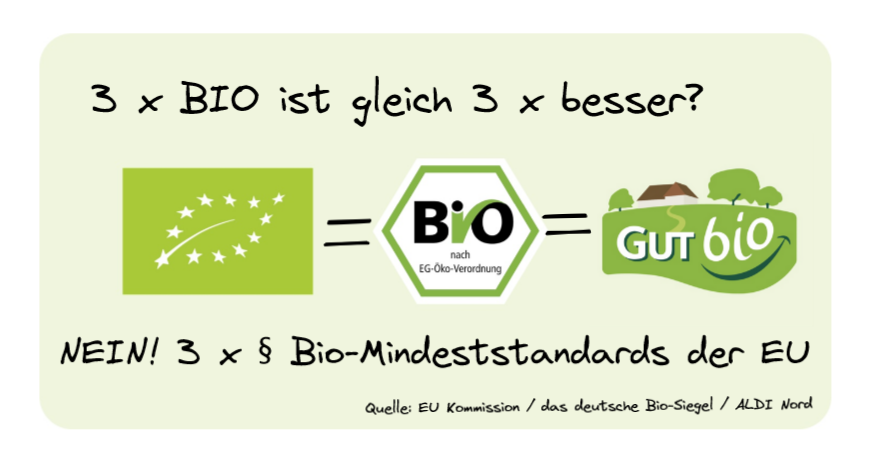 3 x BIO ist gleich 3 x besser?
=
BiO
nach
EG-Öko-Verordnung
=
GUT bio
NEIN! 3 x § Bio-Mindeststandards der EU
Quelle: EU Kommission / das deutsche Bio-Siegel / ALDI Nord